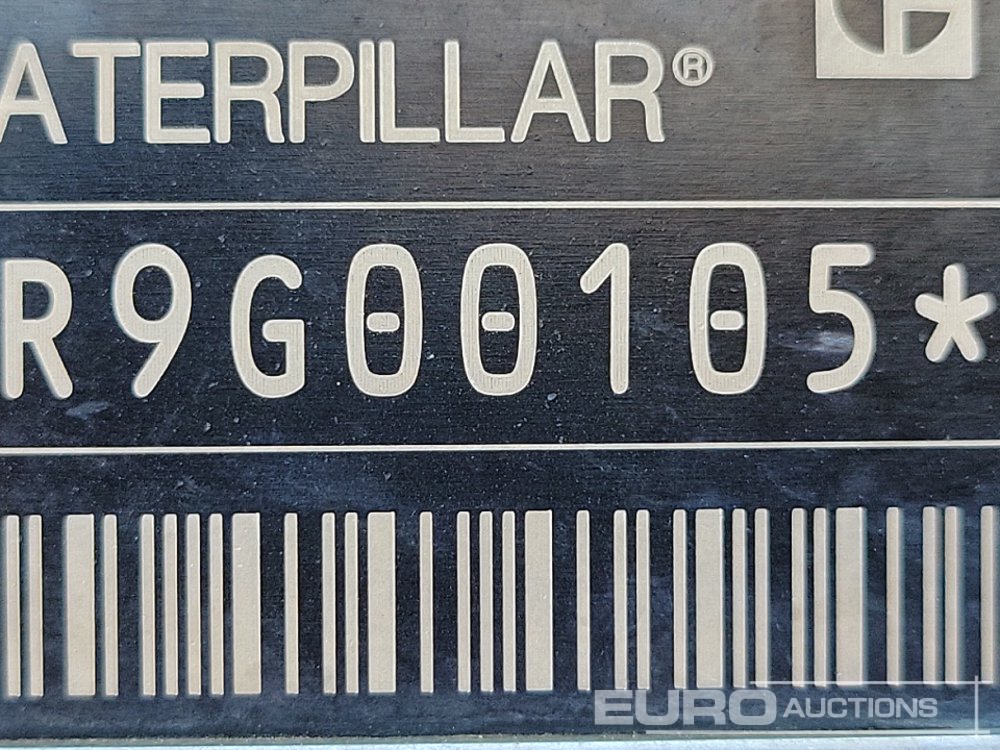 ATERPILLAR®
R9G00105*
EURO AUCTIONS